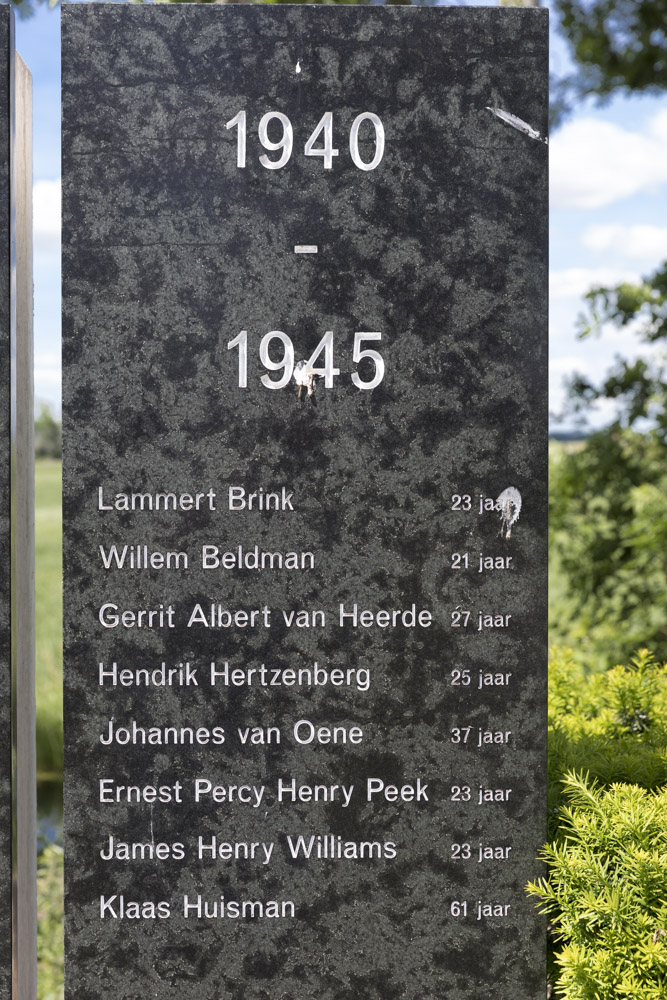 1940
-
1945
Lammert Brink 23 jaar
Willem Beldman 21 jaar
Gerrit Albert van Heerde 27 jaar
Hendrik Hertzenberg 25 jaar
Johannes van Oene 37 jaar
Ernest Percy Henry Peek 23 jaar
James Henry Williams 23 jaar
Klaas Huisman 61 jaar